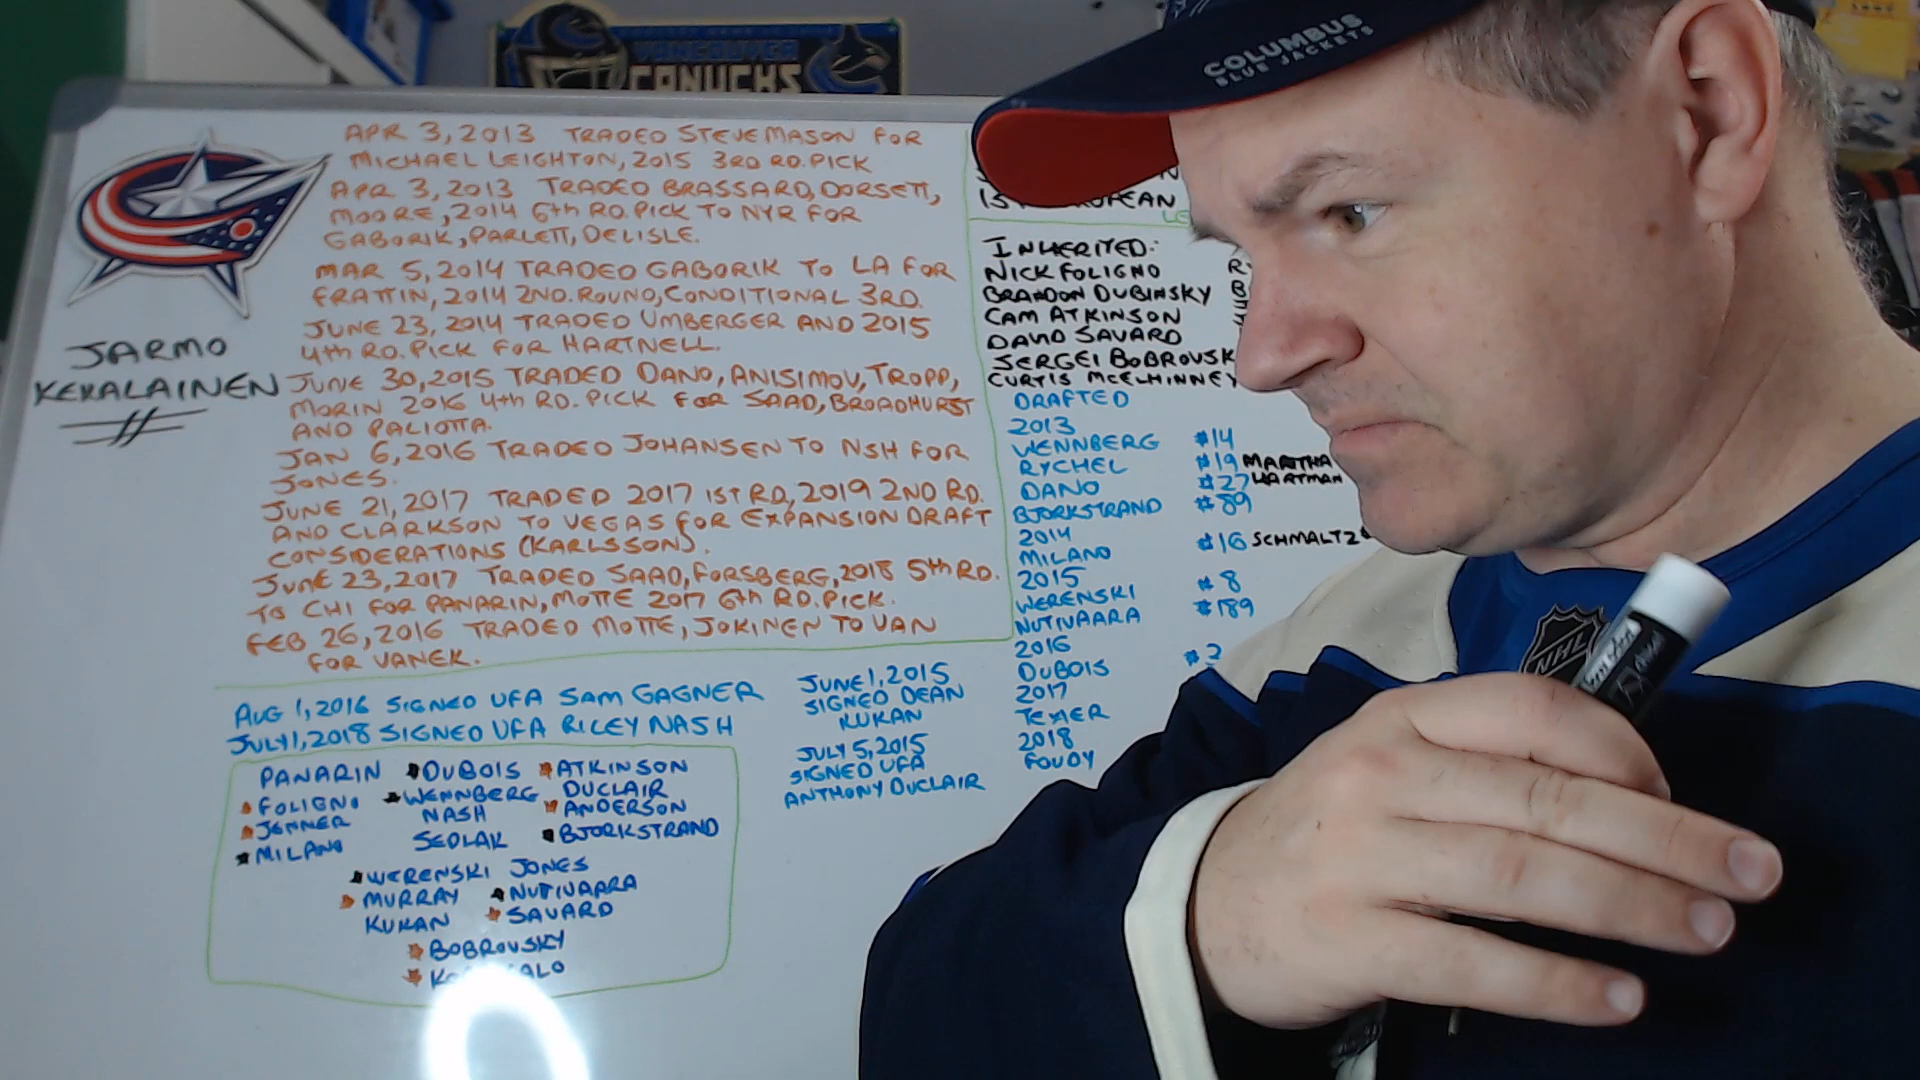 VANCOUVER
CANUCKS
COLUMBUS
BLUE JACKETS
APR 3, 2013 TRADED STEVE MASON FOR
MICHAEL LEIGHTON, 2015 3RD RD. PICK
APR 3, 2013 TRADED BRASSARD, DORSETT,
MOORE, 2014 6th RD. PICK TO NYR FOR
GABORIK, PARLETT, DELISLE.
MAR 5, 2014 TRADED GABORIK TO LA FOR
FRATTIN, 2014 2ND. ROUND, CONDITIONAL 3RD.
JUNE 23, 2014 TRADED UMBERGER AND 2015
4th RD. PICK FOR HARTNELL.
JUNE 30, 2015 TRADED DANO, ANISIMOV, TROPP,
MORIN 2016 4th RD. PICK FOR SAAD, BROADHURST
AND PALIOTTA.
JAN 6, 2016 TRADED JOHANSEN TO NSH FOR
JONES.
JUNE 21, 2017 TRADED 2017 1ST RD, 2019 2ND RD.
AND CLARKSON TO VEGAS FOR EXPANSION DRAFT
CONSIDERATIONS (KARLSSON).
JUNE 23, 2017 TRADED SAAD, FORSBERG, 2018 5th RD.
TO CHI FOR PANARIN, MOTTE 2017 6th RD. PICK.
FEB 26, 2016 TRADED MOTTE, JOKINEN TO VAN
FOR VANEK.
JARMO
KEKALAINEN
AUG 1, 2016 SIGNED UFA SAM GAGNER
JULY 1, 2018 SIGNED UFA RILEY NASH
JUNE 1, 2015
SIGNED DEAN
KUKAN
JULY 5, 2015
SIGNED UFA
ANTHONY DUCLAIR
PANARIN DUBOIS ATKINSON
FOLIGNO WENNBERG DUCLAIR
JENNER NASH ANDERSON
MILANO SEDLAK BJORKSTRAND
WERENSKI JONES
MURRAY NUTIVAARA
KUKAN SAVARD
BOBROVSKY
INHERITED:
NICK FOLIGNO
BRANDON DUBINSKY
CAM ATKINSON
DAVID SAVARD
SERGEI BOBROVSK
CURTIS MCELHINNEY
DRAFTED
2013
WENNBERG #14
RYCHEL #19 MANTHA
DANO #27 HARTMAN
BJORKSTRAND #89
2014
MILANO #16 SCHMALTZ
2015
WERENSKI #8
NUTIVAARA #189
2016
DUBOIS #3
2017
TEXIER
2018
FOUDY
NHL